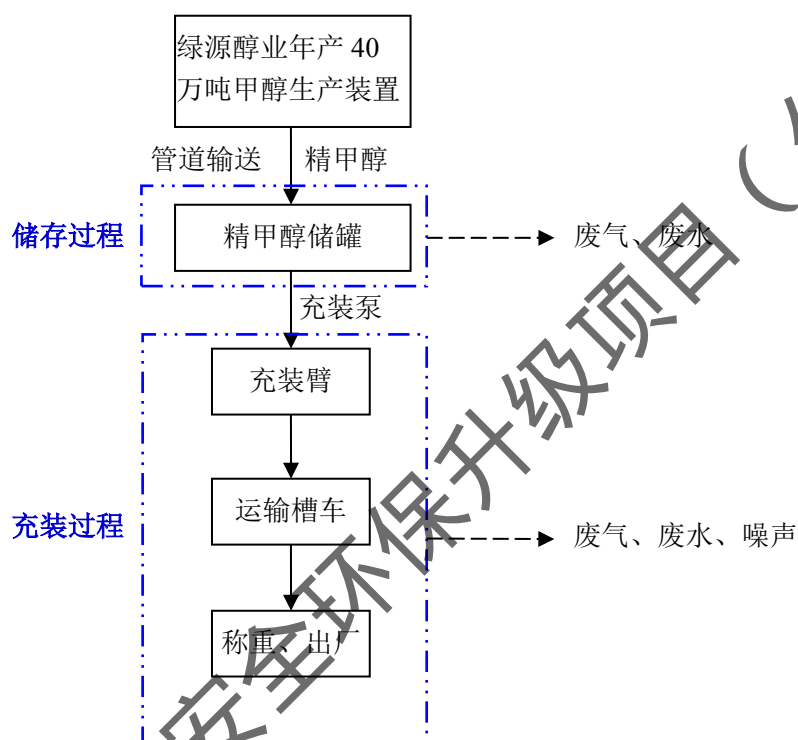 绿源醇业年产 40
万吨甲醇生产装置
管道输送 精甲醇
储存过程
精甲醇储罐
废气、废水
充装泵
充装臂
运输槽车
充装过程
废气、废水、噪声
称重、出厂
安全环保升级项目（